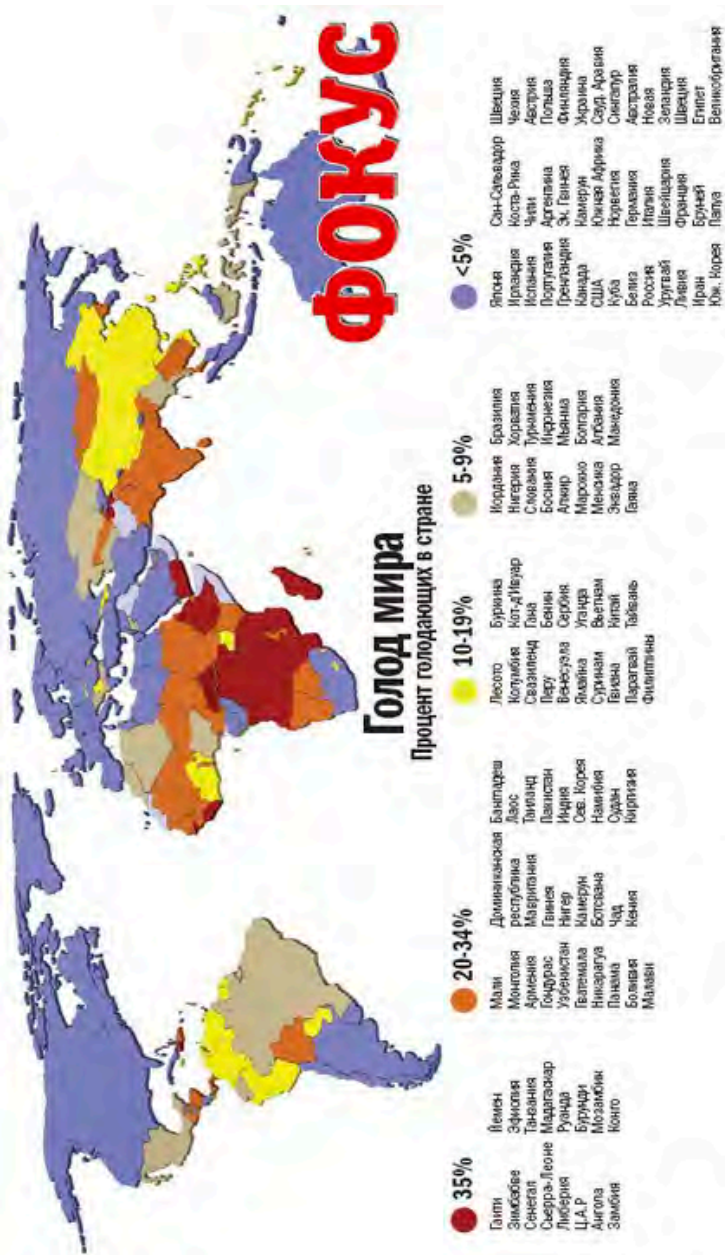 ФОКУС
Голод мира
Процент голодающих в стране
35%
Гаити
Зимбабве
Сенегал
Сьерра-Леоне
Либерия
Ц.А.Р
Ангола
Замбия
Йемен
Эфиопия
Танзания
Мадагаскар
Руанда
Бурунди
Мозамбик
Конго
20-34%
Мали
Монголия
Армения
Гондурас
Узбенистан
Гватемала
Никарагуа
Панама
Боливия
Малави
Доминиканская
республика
Мавритания
Гвинея
Нигер
Камерун
Ботсвана
Чад
Кения
Бангладеш
Лаос
Таиланд
Пакистан
Индия
Сев. Корея
Намибия
Судан
Киргизия
10-19%
Лесото
Колумбия
Свазиленд
Перу
Венесуэла
Ямайка
Суринам
Гвиана
Парагвай
Филиппины
Буркина
Кот-д'Ивуар
Гана
Бенин
Сербия
Уганда
Вьетнам
Китай
Тайвань
5-9%
Иордания
Нигерия
Словакия
Босния
Алжир
Марокко
Мексика
Эквадор
Гаяна
Бразилия
Хорватия
Туркмения
Индонезия
Мьянма
Болгария
Албания
Македония
<5%
Япония
Ирландия
Испания
Португалия
Гренландия
Канада
США
Куба
Белиз
Россия
Уругвай
Ливия
Иран
Юж. Корея
Сан-Сальвадор
Коста-Рика
Чили
Аргентина
Эк. Гвинея
Камерун
Южная Африка
Норвегия
Германия
Италия
Швейцария
Франция
Бруней
Папуа
Швеция
Чехия
Австрия
Польша
Финляндия
Украина
Сауд. Аравия
Сингапур
Австралия
Новая
Зеландия
Швеция
Египет
Великобритания